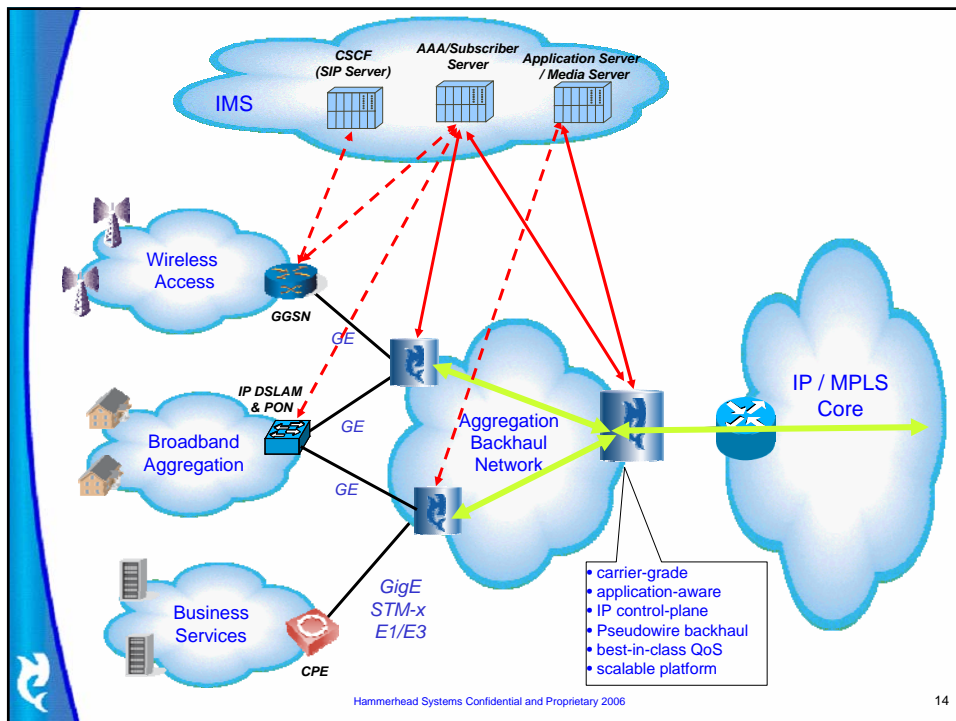 CSCF
(SIP Server)
AAA/Subscriber
Server
Application Server
/ Media Server
IMS
Wireless
Access
GGSN
GE
IP DSLAM
& PON
GE
Broadband
Aggregation
GE
Aggregation
Backhaul
Network
IP / MPLS
Core
GigE
STM-x
E1/E3
Business
Services
CPE
• carrier-grade
• application-aware
• IP control-plane
• Pseudowire backhaul
• best-in-class QoS
• scalable platform
Hammerhead Systems Confidential and Proprietary 2006
14